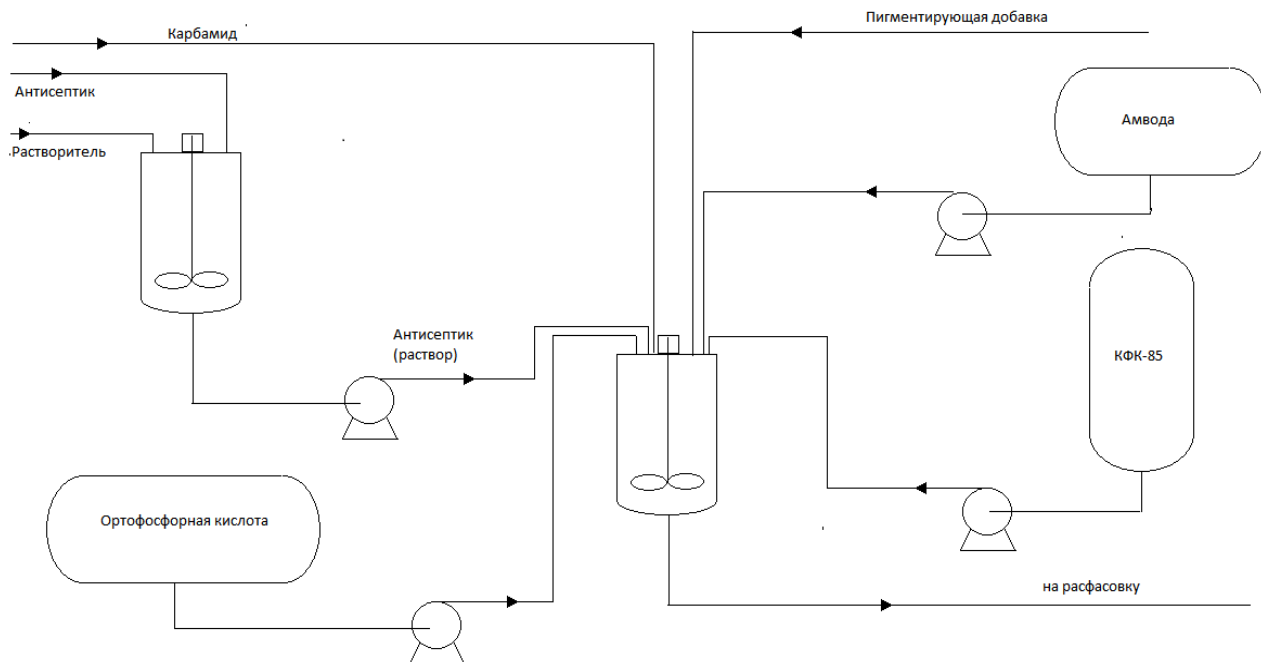 Карбамид
Пигментирующая добавка
Антисептик
Растворитель
Амвода
Антисептик
(раствор)
КФК-85
Ортофосфорная кислота
на расфасовку